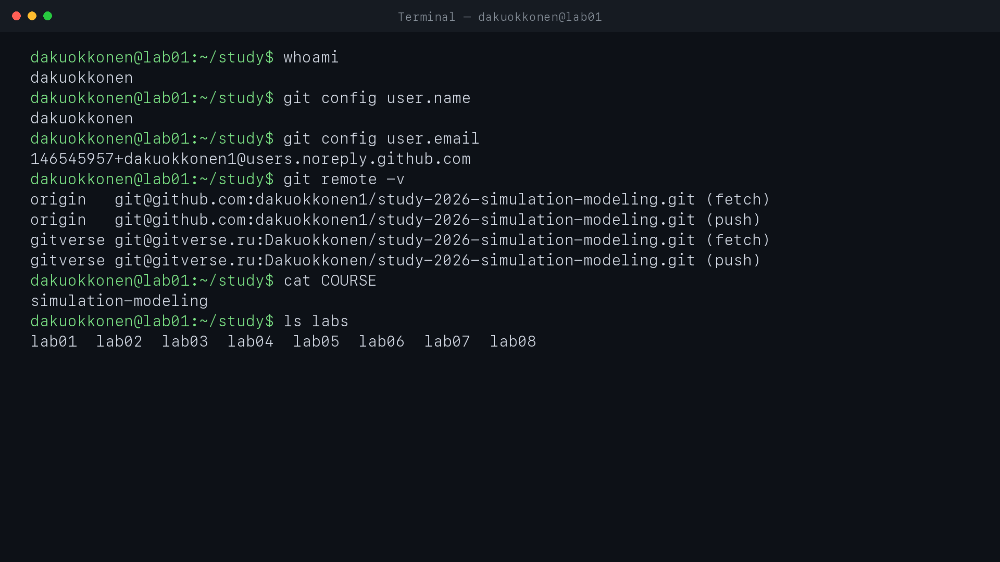 Terminal — dakuokkonen@lab01
dakuokkonen@lab01:~/study$ whoami
dakuokkonen
dakuokkonen@lab01:~/study$ git config user.name
dakuokkonen
dakuokkonen@lab01:~/study$ git config user.email
146545957+dakuokkonen1@users.noreply.github.com
dakuokkonen@lab01:~/study$ git remote -v
origin   git@github.com:dakuokkonen1/study-2026-simulation-modeling.git (fetch)
origin   git@github.com:dakuokkonen1/study-2026-simulation-modeling.git (push)
gitverse git@gitverse.ru:Dakuokkonen/study-2026-simulation-modeling.git (fetch)
gitverse git@gitverse.ru:Dakuokkonen/study-2026-simulation-modeling.git (push)
dakuokkonen@lab01:~/study$ cat COURSE
simulation-modeling
dakuokkonen@lab01:~/study$ ls labs
lab01  lab02  lab03  lab04  lab05  lab06  lab07  lab08